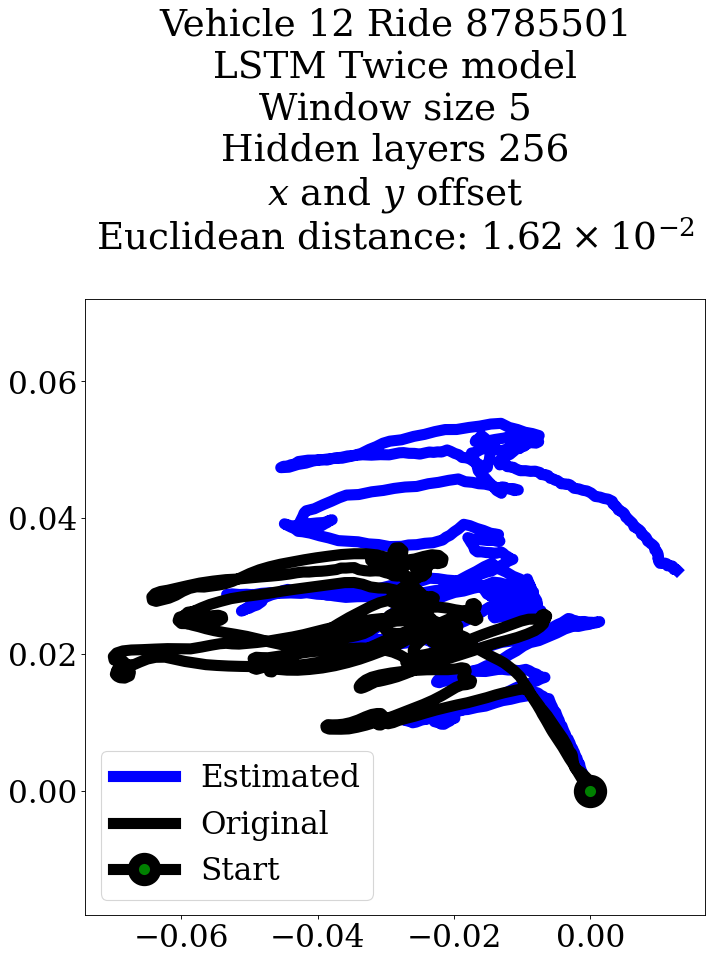 Vehicle 12 Ride 8785501
LSTM Twice model
Window size 5
Hidden layers 256
x and y offset
Euclidean distance: 1.62 × 10⁻²
0.06
0.04
0.02
0.00
Estimated
Original
Start
−0.06 −0.04 −0.02 0.00